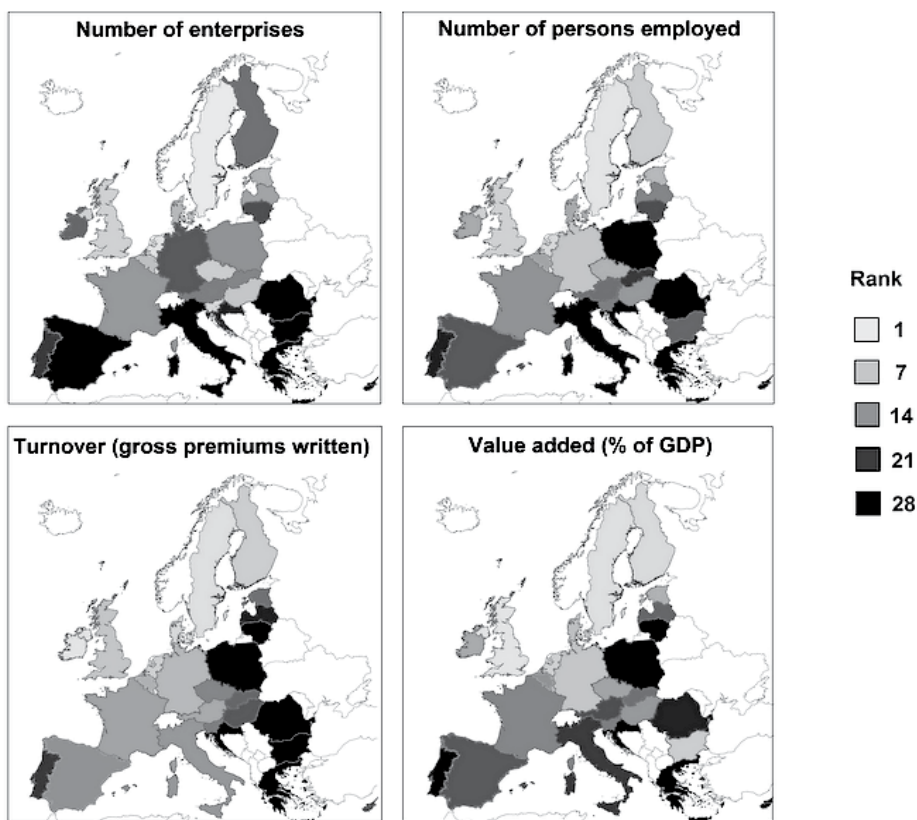 Number of enterprises
Number of persons employed
Turnover (gross premiums written)
Value added (% of GDP)
Rank
1
7
14
21
28